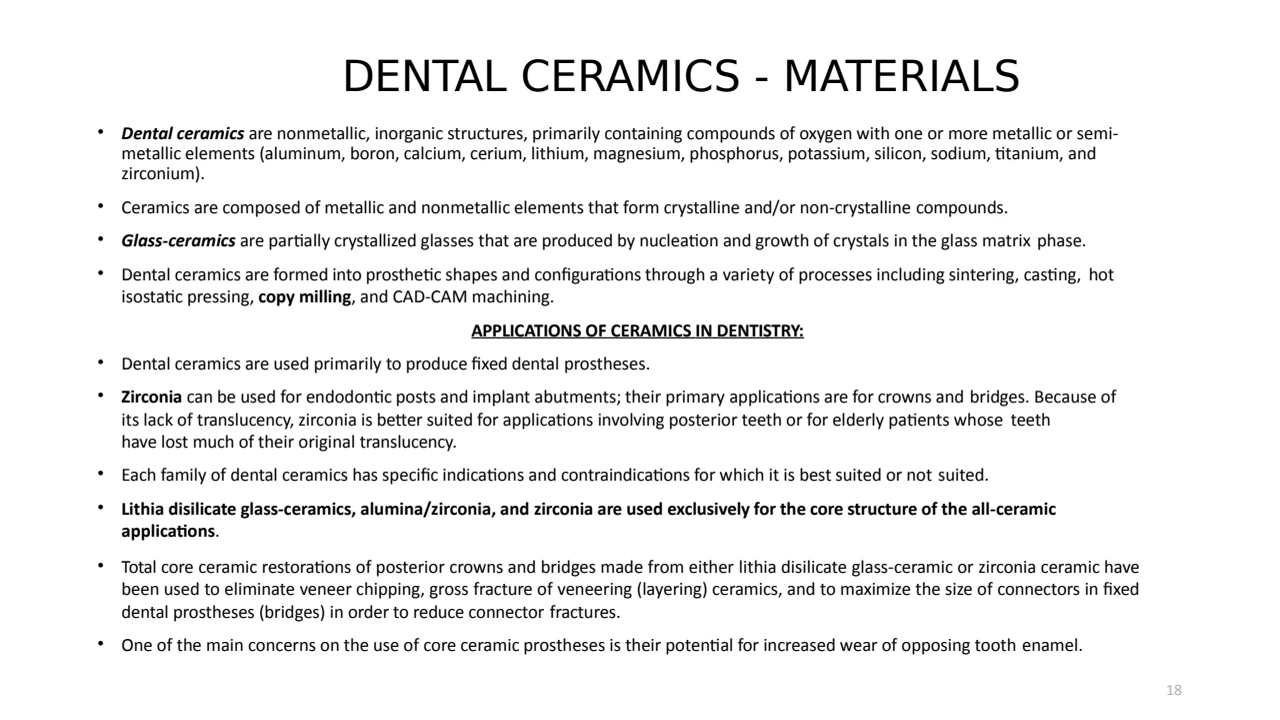 DENTAL CERAMICS - MATERIALS
• Dental ceramics are nonmetallic, inorganic structures, primarily containing compounds of oxygen with one or more metallic or semi-
metallic elements (aluminum, boron, calcium, cerium, lithium, magnesium, phosphorus, potassium, silicon, sodium, titanium, and
zirconium).
• Ceramics are composed of metallic and nonmetallic elements that form crystalline and/or non-crystalline compounds.
• Glass-ceramics are partially crystallized glasses that are produced by nucleation and growth of crystals in the glass matrix phase.
• Dental ceramics are formed into prosthetic shapes and configurations through a variety of processes including sintering, casting, hot
isostatic pressing, copy milling, and CAD-CAM machining.
APPLICATIONS OF CERAMICS IN DENTISTRY:
• Dental ceramics are used primarily to produce fixed dental prostheses.
• Zirconia can be used for endodontic posts and implant abutments; their primary applications are for crowns and bridges. Because of
its lack of translucency, zirconia is better suited for applications involving posterior teeth or for elderly patients whose teeth
have lost much of their original translucency.
• Each family of dental ceramics has specific indications and contraindications for which it is best suited or not suited.
• Lithia disilicate glass-ceramics, alumina/zirconia, and zirconia are used exclusively for the core structure of the all-ceramic
applications.
• Total core ceramic restorations of posterior crowns and bridges made from either lithia disilicate glass-ceramic or zirconia ceramic have
been used to eliminate veneer chipping, gross fracture of veneering (layering) ceramics, and to maximize the size of connectors in fixed
dental prostheses (bridges) in order to reduce connector fractures.
• One of the main concerns on the use of core ceramic prostheses is their potential for increased wear of opposing tooth enamel.
18